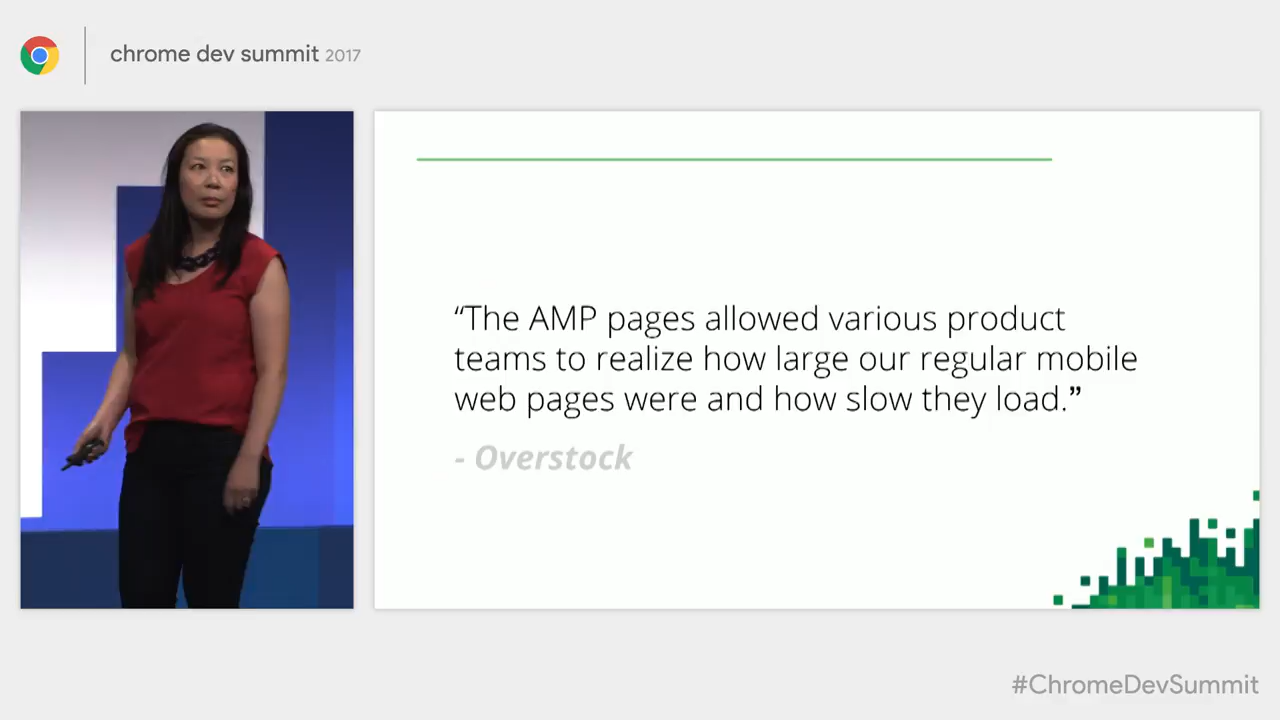 chrome dev summit 2017
“The AMP pages allowed various product
teams to realize how large our regular mobile
web pages were and how slow they load.”
- Overstock
#ChromeDevSummit